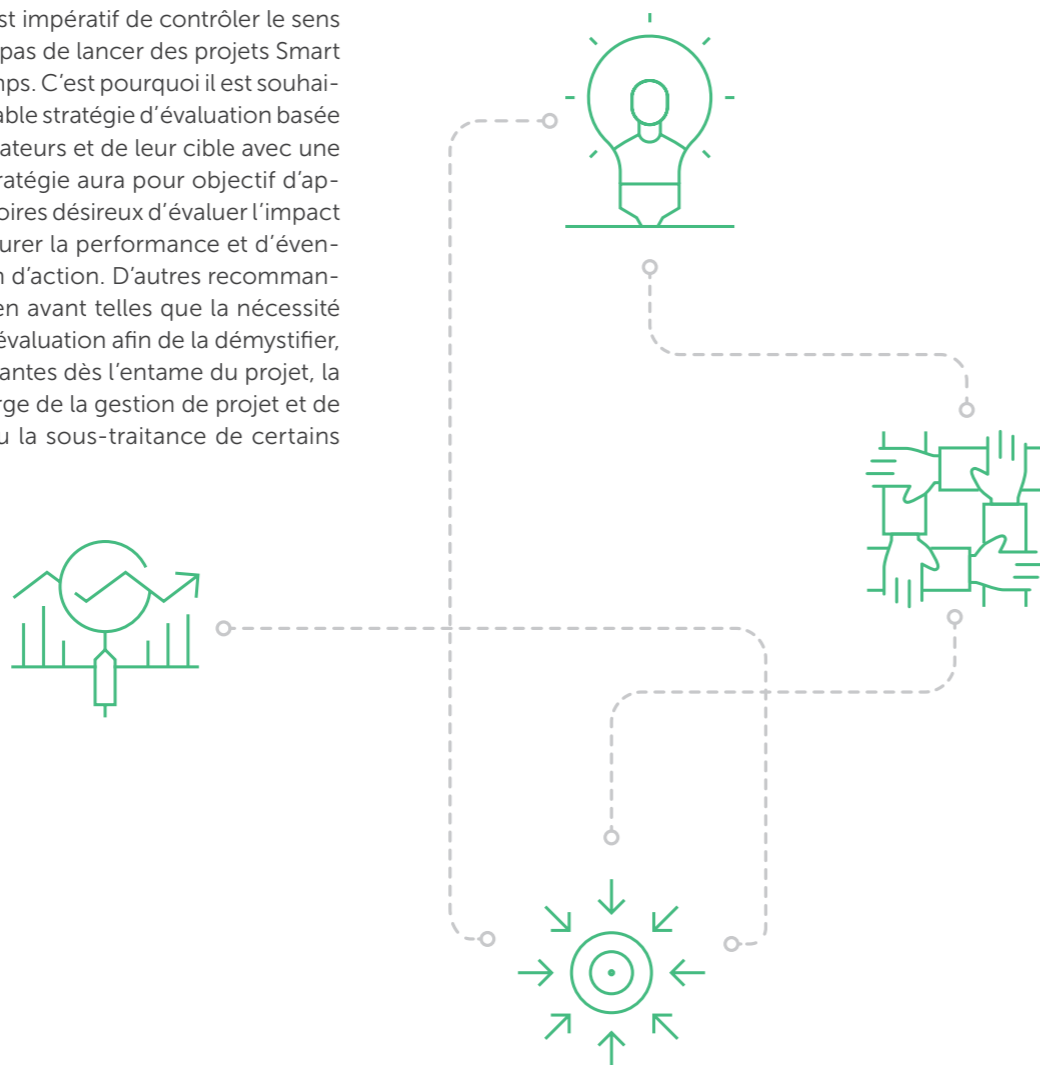 est impératif de contrôler le sens
pas de lancer des projets Smart
nps. C’est pourquoi il est souhai-
able stratégie d’évaluation basée
ateurs et de leur cible avec une
ratégie aura pour objectif d’ap-
oires désireux d’évaluer l’impact
urer la performance et d’éven-
n d’action. D’autres recomman-
en avant telles que la nécessité
évaluation afin de la démystifier,
antes dès l’entame du projet, la
rge de la gestion de projet et de
u la sous-traitance de certains